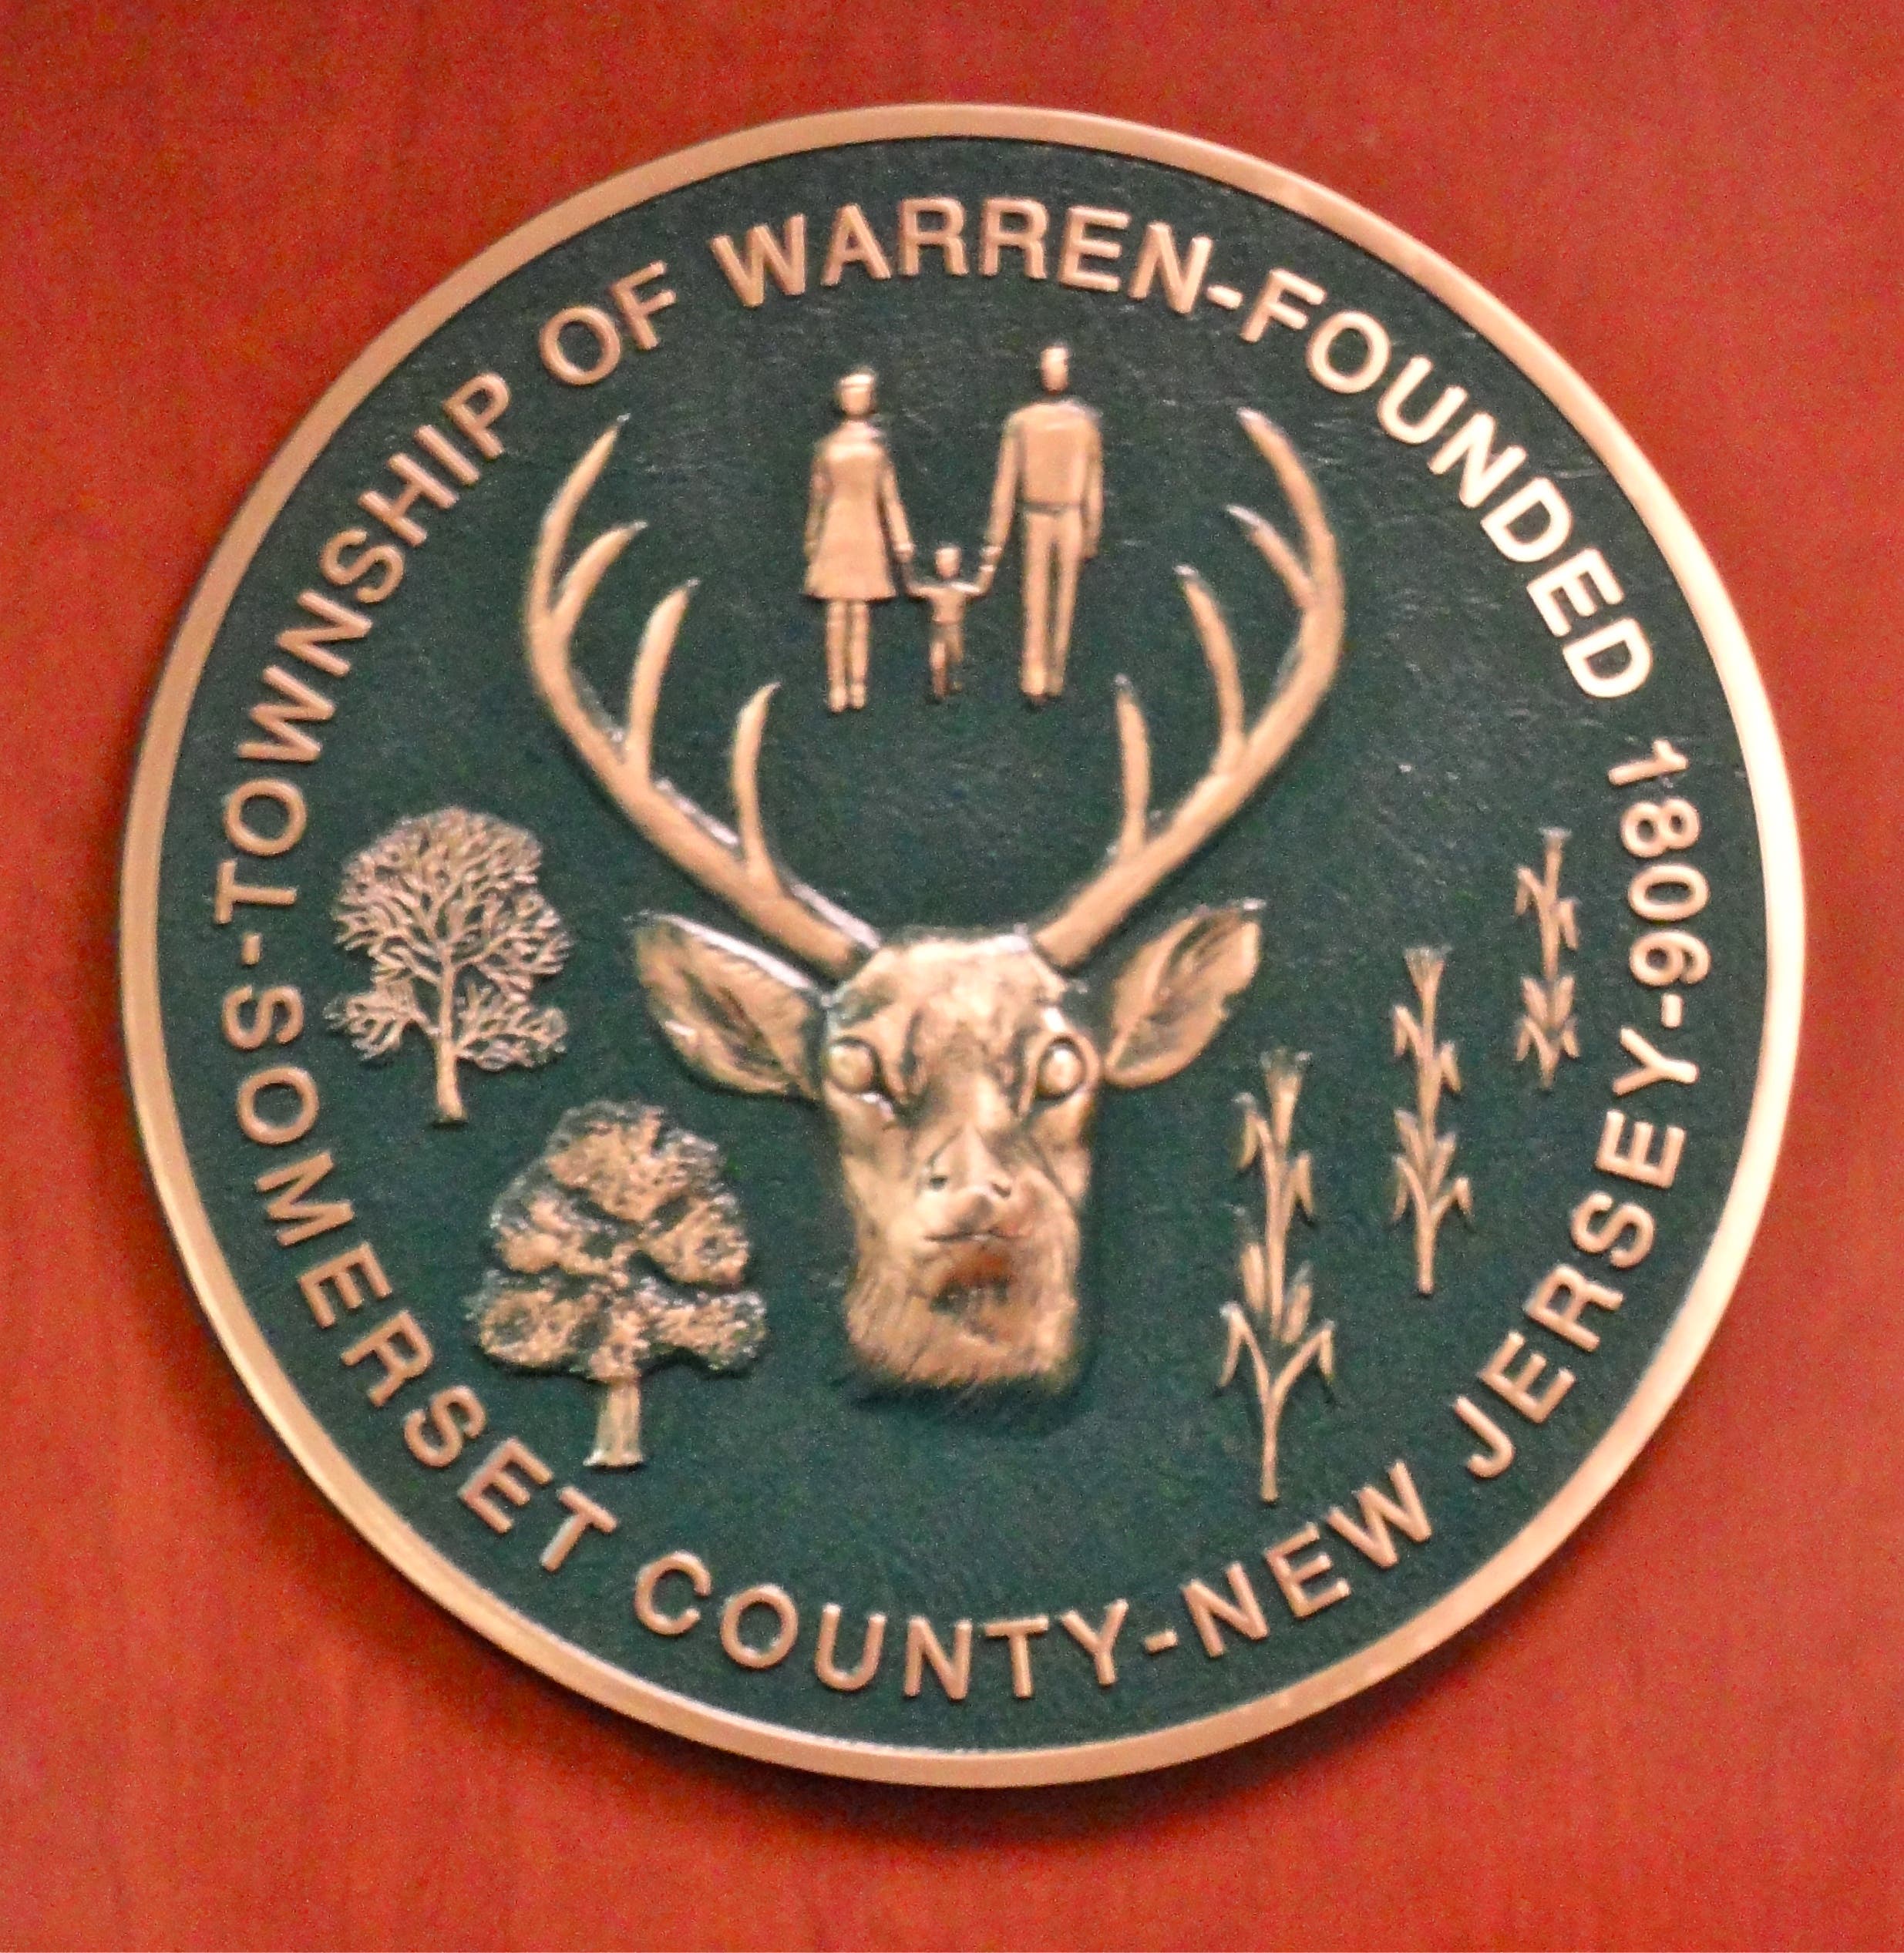 -TOWNSHIP OF WARREN-FOUNDED 1806-
SOMERSET COUNTY-NEW JERSEY